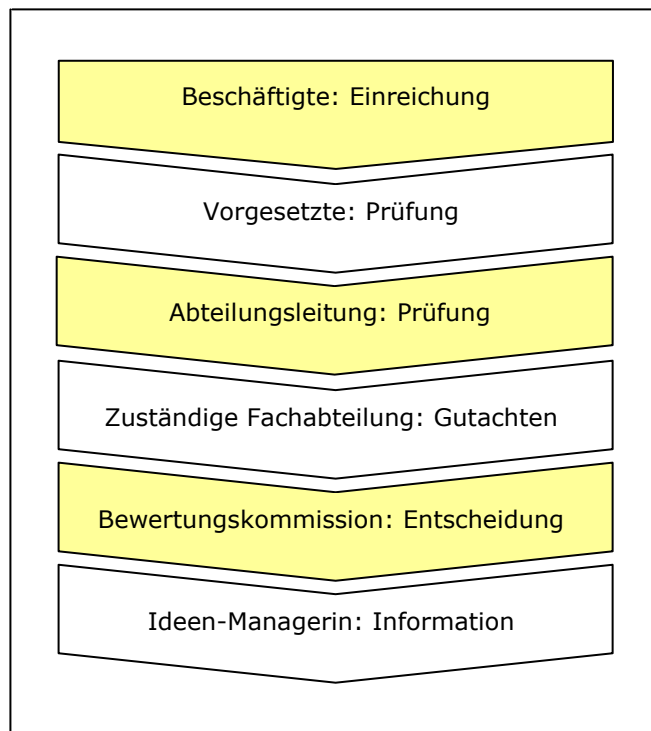 Beschäftigte: Einreichung
Vorgesetzte: Prüfung
Abteilungsleitung: Prüfung
Zuständige Fachabteilung: Gutachten
Bewertungskommission: Entscheidung
Ideen-Managerin: Information